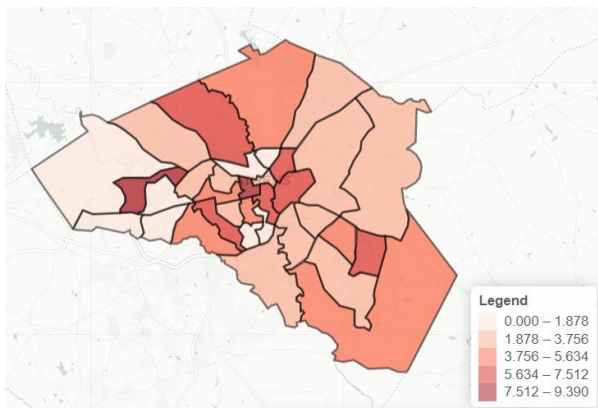 Legend
0.000 – 1.878
1.878 – 3.756
3.756 – 5.634
5.634 – 7.512
7.512 – 9.390